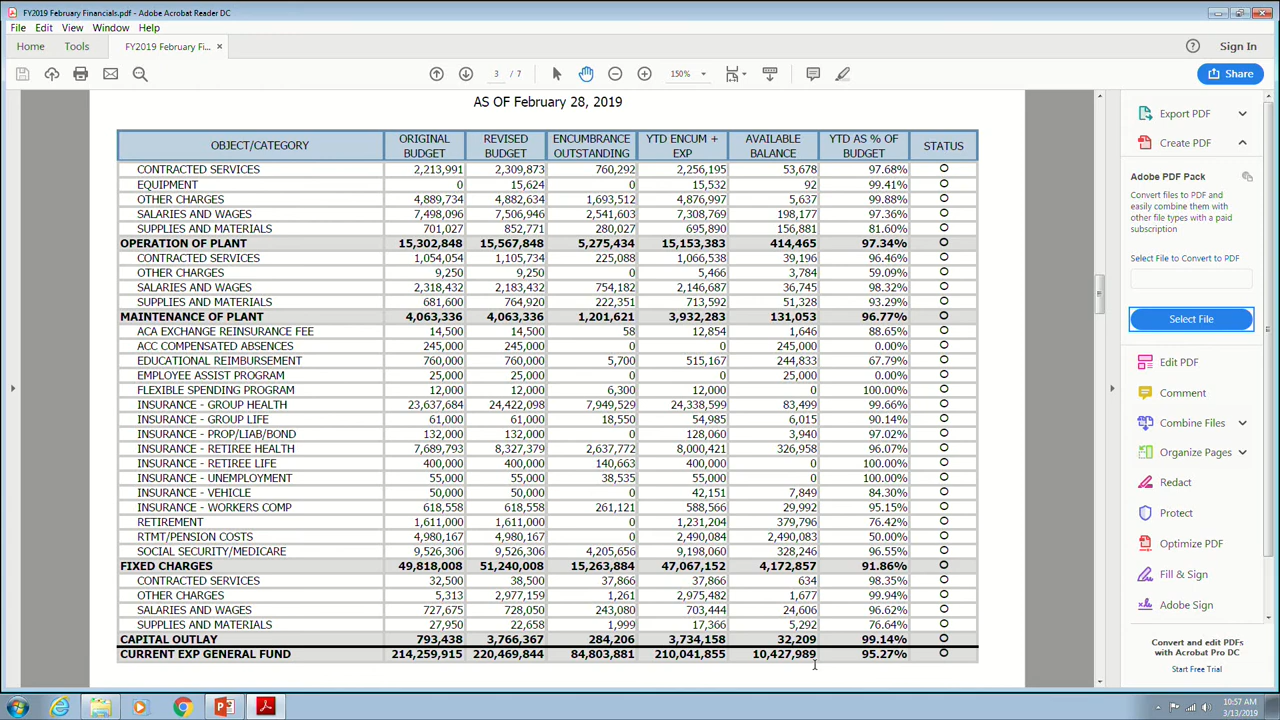 FY2019 February Financials.pdf - Adobe Acrobat Reader DC
File Edit View Window Help
Home Tools FY2019 February Fi... × Sign In
3 / 7 150% Share
AS OF February 28, 2019
OBJECT/CATEGORY ORIGINAL BUDGET REVISED BUDGET ENCUMBRANCE OUTSTANDING YTD ENCUM + EXP AVAILABLE BALANCE YTD AS % OF BUDGET STATUS
CONTRACTED SERVICES 2,213,991 2,309,873 760,292 2,256,195 53,678 97.68% O
EQUIPMENT 0 15,624 0 15,532 92 99.41% O
OTHER CHARGES 4,889,734 4,882,634 1,693,512 4,876,997 5,637 99.88% O
SALARIES AND WAGES 7,498,096 7,506,946 2,541,603 7,308,769 198,177 97.36% O
SUPPLIES AND MATERIALS 701,027 852,771 280,027 695,890 156,881 81.60% O
OPERATION OF PLANT 15,302,848 15,567,848 5,275,434 15,153,383 414,465 97.34% O
CONTRACTED SERVICES 1,054,054 1,105,734 225,088 1,066,538 39,196 96.46% O
OTHER CHARGES 9,250 9,250 0 5,466 3,784 59.09% O
SALARIES AND WAGES 2,318,432 2,183,432 754,182 2,146,687 36,745 98.32% O
SUPPLIES AND MATERIALS 681,600 764,920 222,351 713,592 51,328 93.29% O
MAINTENANCE OF PLANT 4,063,336 4,063,336 1,201,621 3,932,283 131,053 96.77% O
ACA EXCHANGE REINSURANCE FEE 14,500 14,500 58 12,854 1,646 88.65% O
ACC COMPENSATED ABSENCES 245,000 245,000 0 0 245,000 0.00% O
EDUCATIONAL REIMBURSEMENT 760,000 760,000 5,700 515,167 244,833 67.79% O
EMPLOYEE ASSIST PROGRAM 25,000 25,000 0 0 25,000 0.00% O
FLEXIBLE SPENDING PROGRAM 12,000 12,000 6,300 12,000 0 100.00% O
INSURANCE - GROUP HEALTH 23,637,684 24,422,098 7,949,529 24,338,599 83,499 99.66% O
INSURANCE - GROUP LIFE 61,000 61,000 18,550 54,985 6,015 90.14% O
INSURANCE - PROP/LIAB/BOND 132,000 132,000 0 128,060 3,940 97.02% O
INSURANCE - RETIREE HEALTH 7,689,793 8,327,379 2,637,772 8,000,421 326,958 96.07% O
INSURANCE - RETIREE LIFE 400,000 400,000 140,663 400,000 0 100.00% O
INSURANCE - UNEMPLOYMENT 55,000 55,000 38,535 55,000 0 100.00% O
INSURANCE - VEHICLE 50,000 50,000 0 42,151 7,849 84.30% O
INSURANCE - WORKERS COMP 618,558 618,558 261,121 588,566 29,992 95.15% O
RETIREMENT 1,611,000 1,611,000 0 1,231,204 379,796 76.42% O
RTMT/PENSION COSTS 4,980,167 4,980,167 0 2,490,084 2,490,083 50.00% O
SOCIAL SECURITY/MEDICARE 9,526,306 9,526,306 4,205,656 9,198,060 328,246 96.55% O
FIXED CHARGES 49,818,008 51,240,008 15,263,884 47,067,152 4,172,857 91.86% O
CONTRACTED SERVICES 32,500 38,500 37,866 37,866 634 98.35% O
OTHER CHARGES 5,313 2,977,159 1,261 2,975,482 1,677 99.94% O
SALARIES AND WAGES 727,675 728,050 243,080 703,444 24,606 96.62% O
SUPPLIES AND MATERIALS 27,950 22,658 1,999 17,366 5,292 76.64% O
CAPITAL OUTLAY 793,438 3,766,367 284,206 3,734,158 32,209 99.14% O
CURRENT EXP GENERAL FUND 214,259,915 220,469,844 84,803,881 210,041,855 10,427,989 95.27% O
Export PDF
Create PDF
Adobe PDF Pack
Convert files to PDF and
easily combine them with
other file types with a paid
subscription
Select File to Convert to PDF
Select File
Edit PDF
Comment
Combine Files
Organize Pages
Redact
Protect
Optimize PDF
Fill & Sign
Adobe Sign
Convert and edit PDFs
with Acrobat Pro DC
Start Free Trial
10:57 AM
3/13/2019